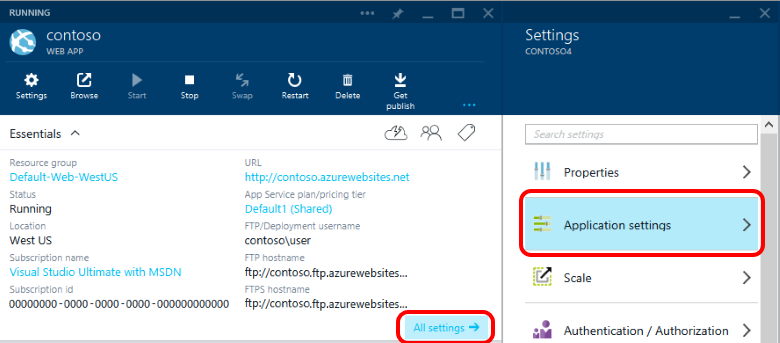 RUNNING
contoso
WEB APP
Settings
Browse
Start
Stop
Swap
Restart
Delete
Get publish
Essentials
Resource group
Default-Web-WestUS
Status
Running
Location
West US
Subscription name
Visual Studio Ultimate with MSDN
Subscription id
00000000-0000-0000-0000-000000000000
URL
http://contoso.azurewebsites.net
App Service plan/pricing tier
Default1 (Shared)
FTP/Deployment username
contoso\user
FTP hostname
ftp://contoso.ftp.azurewebsites...
FTPS hostname
ftp://contoso.ftp.azurewebsites...
All settings
Settings
CONTOSO4
Search settings
Properties
Application settings
Scale
Authentication / Authorization